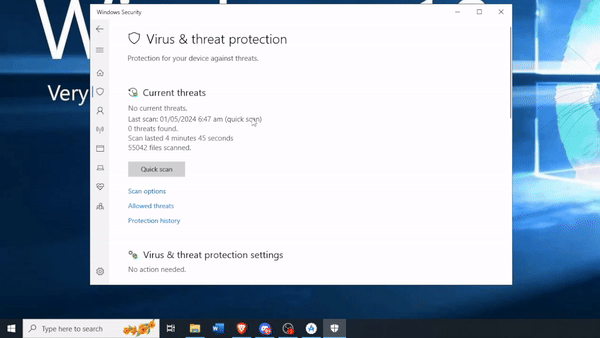 Windows Security
Virus & threat protection
Protection for your device against threats.
Very
Current threats
No current threats.
Last scan: 01/05/2024 6:47 am (quick scan)
0 threats found.
Scan lasted 4 minutes 45 seconds
55042 files scanned.
Quick scan
Scan options
Allowed threats
Protection history
Virus & threat protection settings
No action needed.
Type here to search